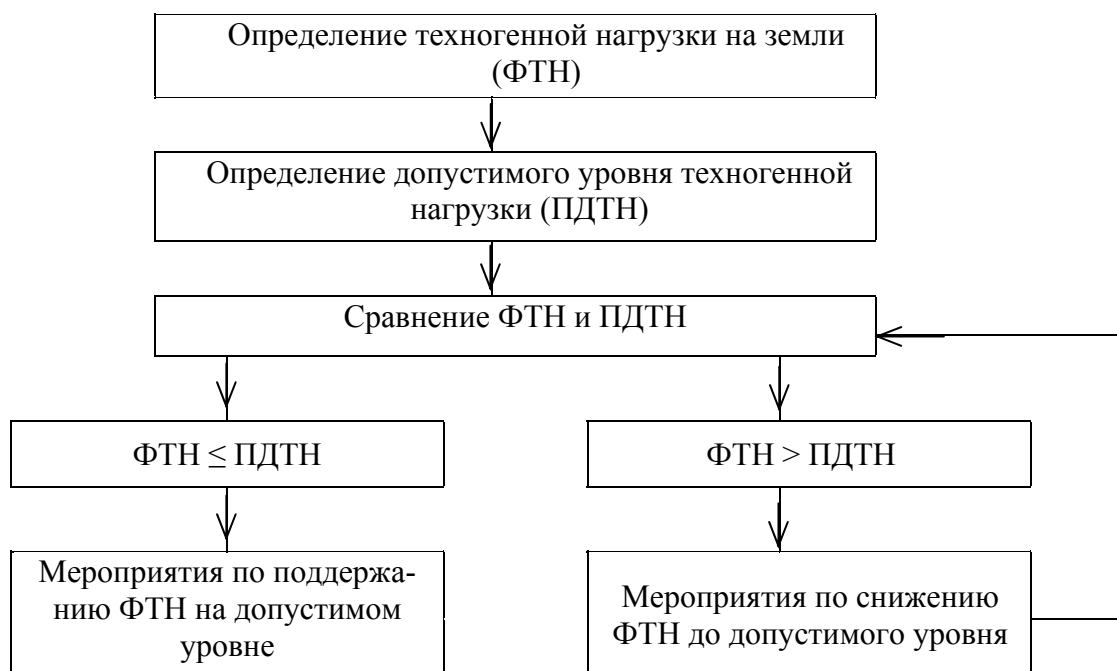 Определение техногенной нагрузки на земли
(ФТН)
Определение допустимого уровня техногенной
нагрузки (ПДТН)
Сравнение ФТН и ПДТН
ФТН ≤ ПДТН
ФТН > ПДТН
Мероприятия по поддержа-
нию ФТН на допустимом
уровне
Мероприятия по снижению
ФТН до допустимого уровня